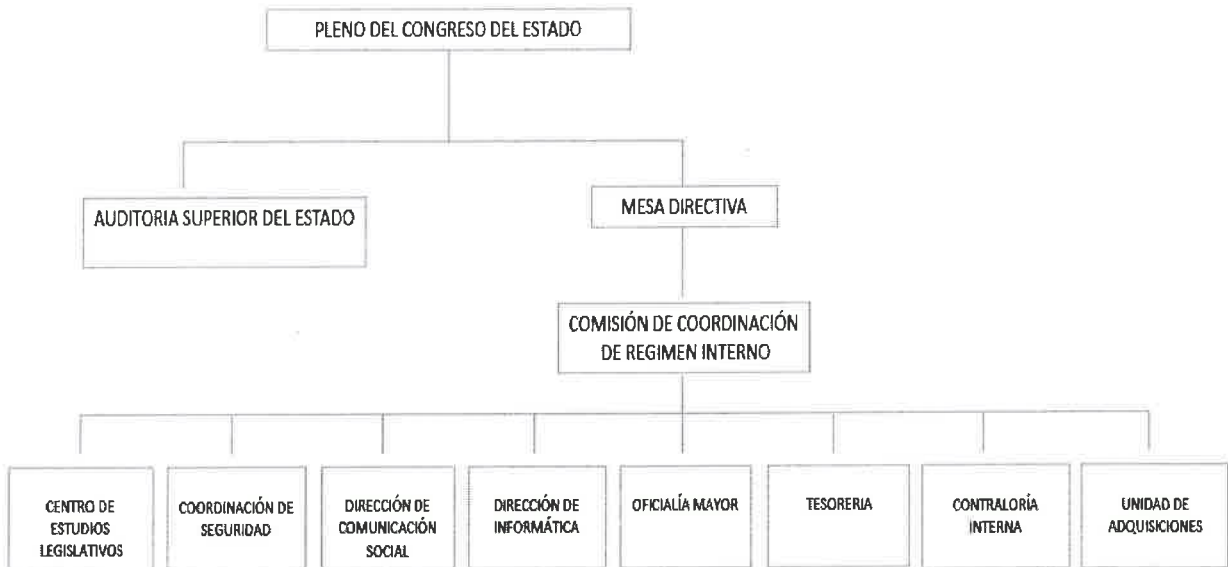 PLENO DEL CONGRESO DEL ESTADO
AUDITORIA SUPERIOR DEL ESTADO
MESA DIRECTIVA
COMISIÓN DE COORDINACIÓN
DE REGIMEN INTERNO
CENTRO DE
ESTUDIOS
LEGISLATIVOS
COORDINACIÓN DE
SEGURIDAD
DIRECCIÓN DE
COMUNICACIÓN
SOCIAL
DIRECCIÓN DE
INFORMÁTICA
OFICIALÍA MAYOR
TESORERIA
CONTRALORÍA
INTERNA
UNIDAD DE
ADQUISICIONES